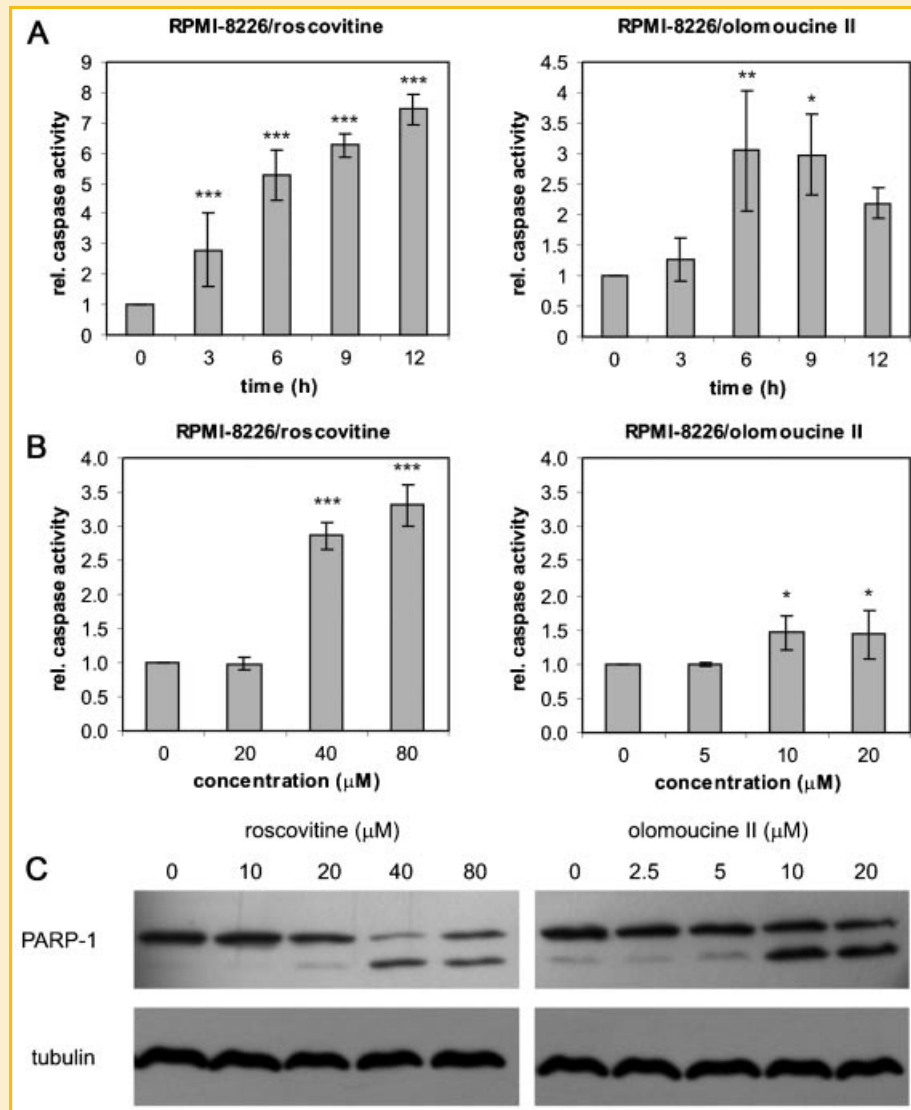 A
RPMI-8226/roscovitine
rel. caspase activity
9
8
7
6
5
4
3
2
1
0
***
***
***
***
0 3 6 9 12
time (h)
RPMI-8226/olomoucine II
rel. caspase activity
4.5
4
3.5
3
2.5
2
1.5
1
0.5
0
**
*
0 3 6 9 12
time (h)
B
RPMI-8226/roscovitine
rel. caspase activity
4.0
3.5
3.0
2.5
2.0
1.5
1.0
0.5
0.0
***
***
0 20 40 80
concentration (μM)
RPMI-8226/olomoucine II
rel. caspase activity
4.0
3.5
3.0
2.5
2.0
1.5
1.0
0.5
0.0
*
*
0 5 10 20
concentration (μM)
C
roscovitine (μM)
0 10 20 40 80
olomoucine II (μM)
0 2.5 5 10 20
PARP-1
tubulin